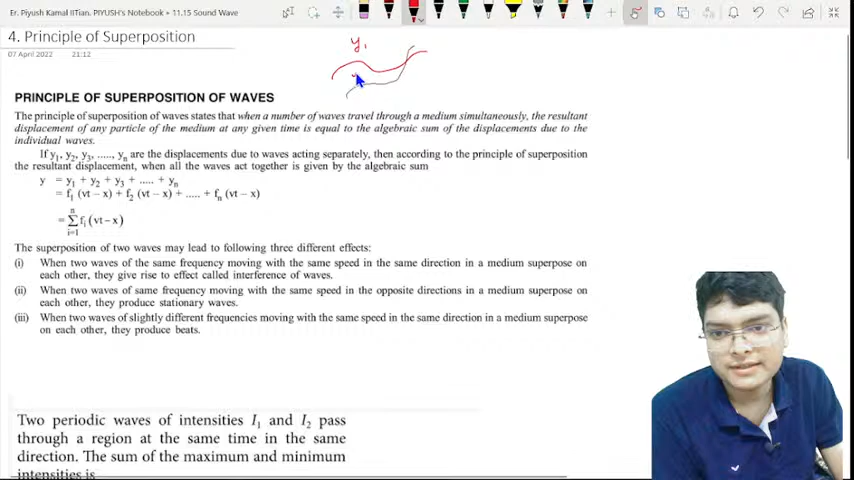 Er. Piyush Kamal IITian. PIYUSH's Notebook » 11.15 Sound Wave
4. Principle of Superposition
07 April 2022 21:12
y₁
PRINCIPLE OF SUPERPOSITION OF WAVES
The principle of superposition of waves states that when a number of waves travel through a medium simultaneously, the resultant
displacement of any particle of the medium at any given time is equal to the algebraic sum of the displacements due to the
individual waves.
If y₁, y₂, y₃, ....., yₙ are the displacements due to waves acting separately, then according to the principle of superposition
the resultant displacement, when all the waves act together is given by the algebraic sum
y = y₁ + y₂ + y₃ + ..... + yₙ
= f₁ (vt – x) + f₂ (vt – x) + ..... + fₙ (vt – x)
n
= Σ fᵢ (vt – x)
i=1
The superposition of two waves may lead to following three different effects:
(i) When two waves of the same frequency moving with the same speed in the same direction in a medium superpose on
each other, they give rise to effect called interference of waves.
(ii) When two waves of same frequency moving with the same speed in the opposite directions in a medium superpose on
each other, they produce stationary waves.
(iii) When two waves of slightly different frequencies moving with the same speed in the same direction in a medium superpose
on each other, they produce beats.
Two periodic waves of intensities I₁ and I₂ pass
through a region at the same time in the same
direction. The sum of the maximum and minimum
intensities is